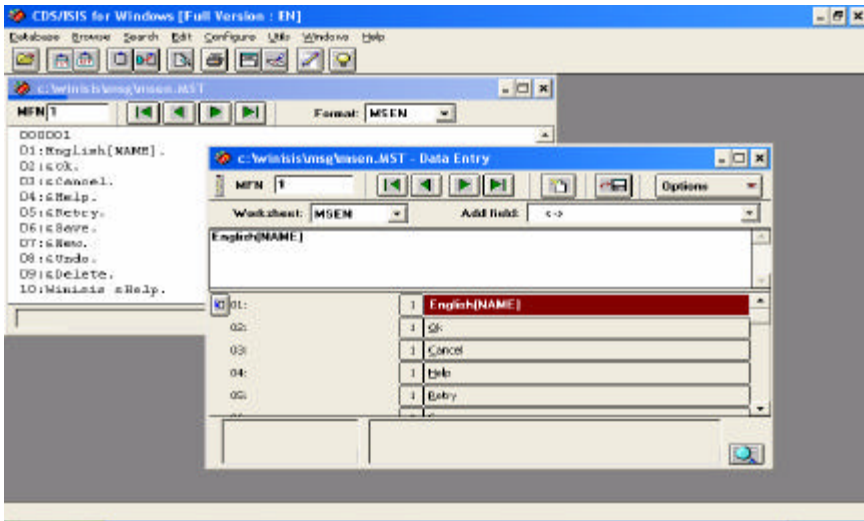 CDS/ISIS for Windows [Full Version : EN]
Database Browse Search Edit Configure Utils Windows Help
c:\winisis\msg\msen.MST
MFN 1 Format: MSEN
000001
01:English[NAME].
02:&Ok.
03:&Cancel.
04:&Help.
05:&Retry.
06:&Save.
07:&New.
08:&Undo.
09:&Delete.
10:Winisis &Help.
c:\winisis\msg\msen.MST - Data Entry
MFN 1 Options
Worksheet: MSEN Add field: <->
English[NAME]
01: 1 English[NAME]
02: 1 Ok
03: 1 Cancel
04: 1 Help
05: 1 Retry